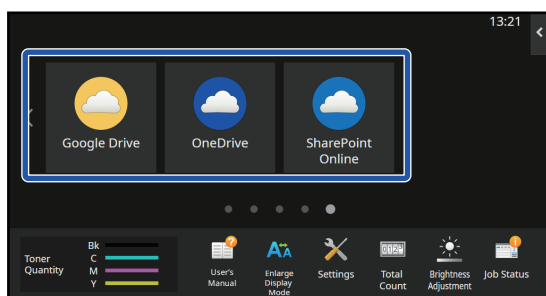 13:21
Google Drive
OneDrive
SharePoint
Online
Toner
Quantity
Bk
C
M
Y
User's
Manual
Enlarge
Display
Mode
Settings
Total
Count
Brightness
Adjustment
Job Status